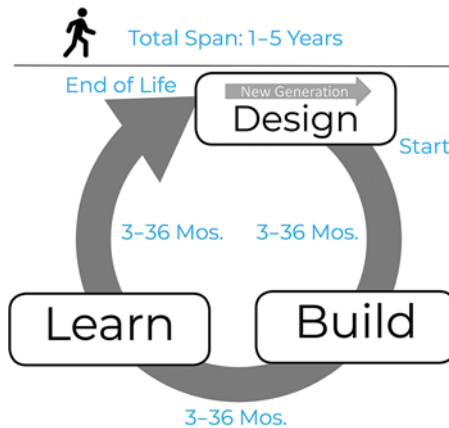 Total Span: 1–5 Years
End of Life
New Generation
Design
Start
3–36 Mos.
3–36 Mos.
Learn
Build
3–36 Mos.